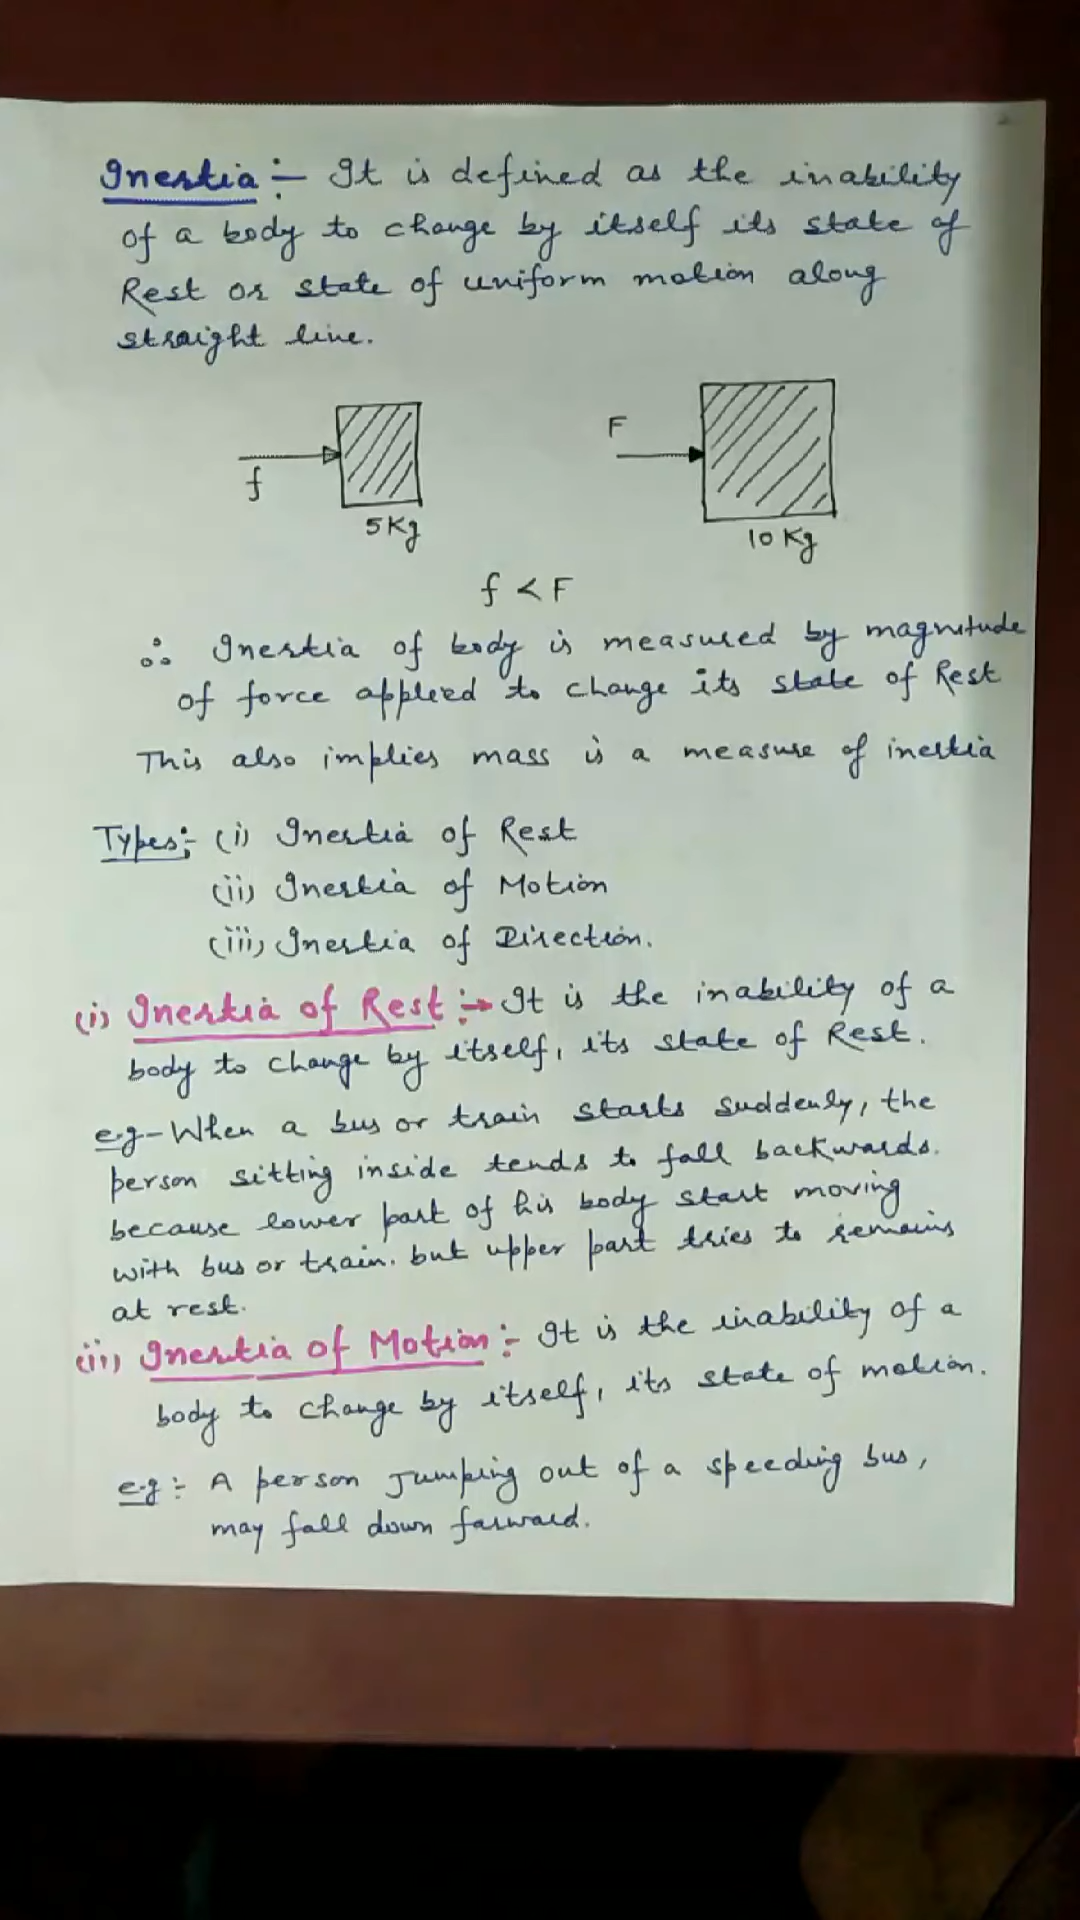 Inertia :- It is defined as the inability
of a body to change by itself its state of
Rest or state of uniform motion along
straight line.
F
f
5 Kg
10 Kg
f < F
∴ Inertia of body is measured by magnitude
of force applied to change its state of Rest
This also implies mass is a measure of inertia
Types:- (i) Inertia of Rest
(ii) Inertia of Motion
(iii) Inertia of Direction.
(i) Inertia of Rest :→ It is the inability of a
body to change by itself, its state of Rest.
e.g- When a bus or train starts suddenly, the
person sitting inside tends to fall backwards.
because lower part of his body start moving
with bus or train. but upper part tries to remains
at rest.
(ii) Inertia of Motion :- It is the inability of a
body to change by itself, its state of motion.
e.g :- A person Jumping out of a speeding bus,
may fall down farward.